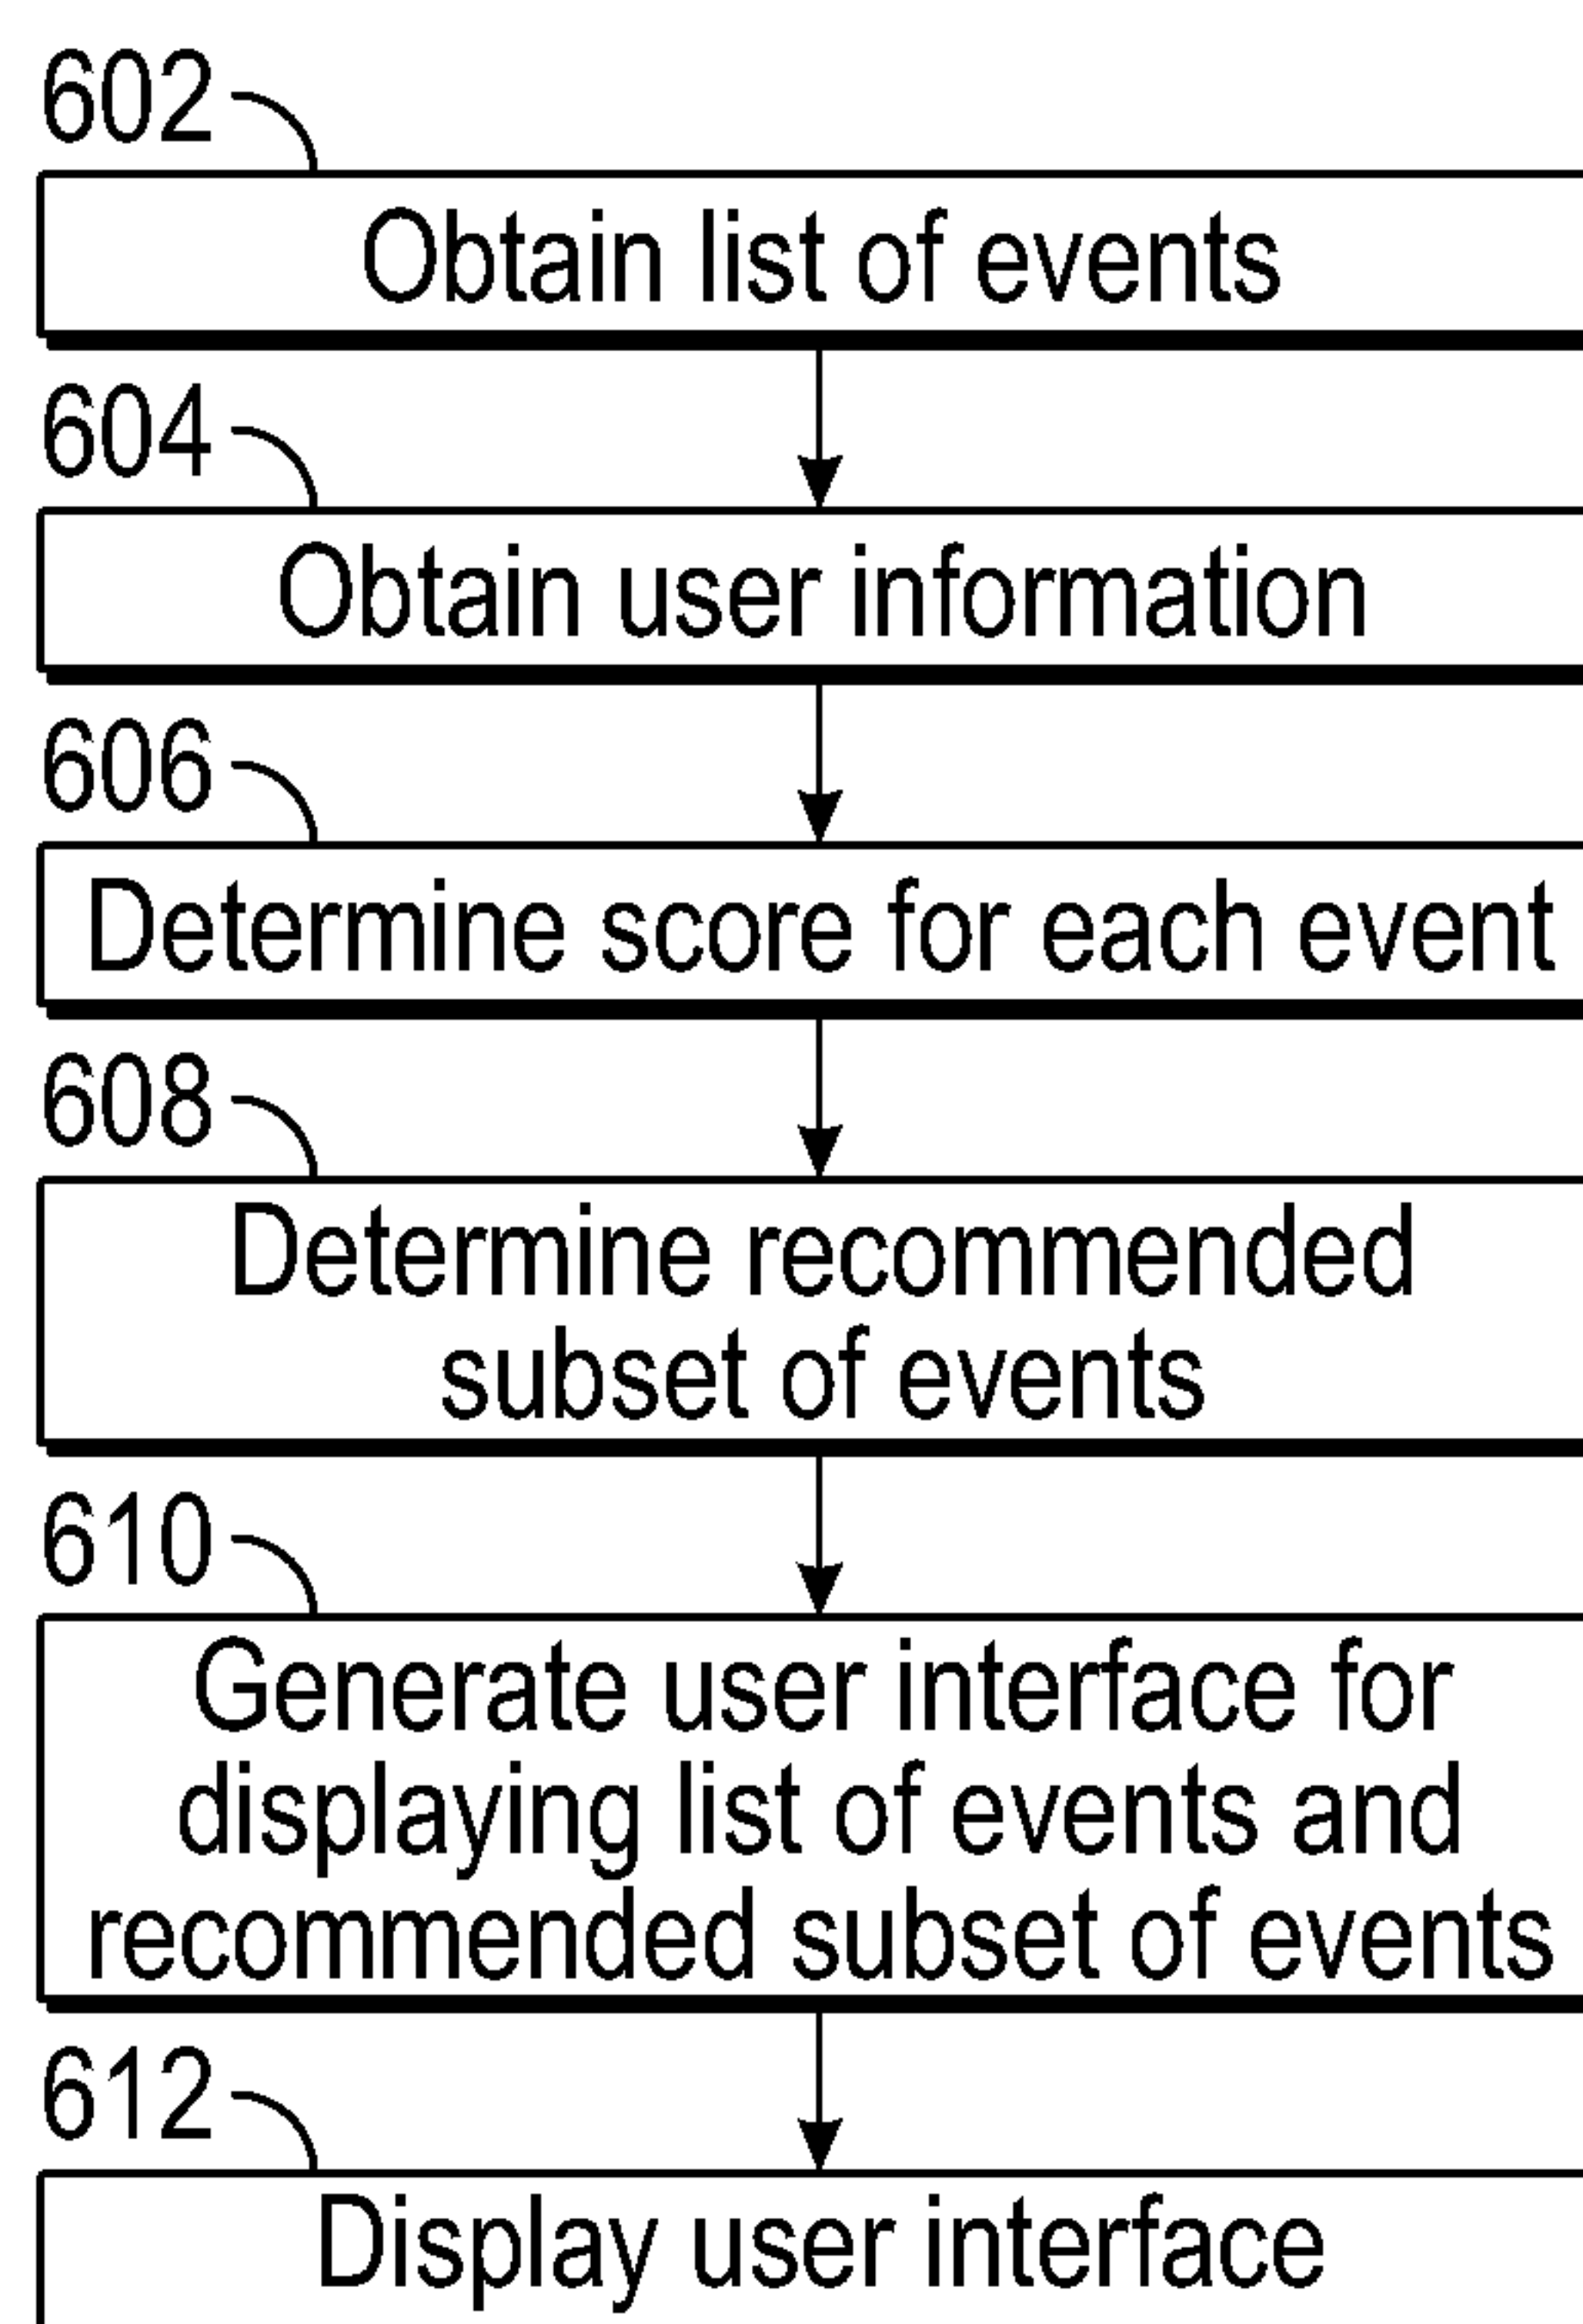 602
Obtain list of events
604
Obtain user information
606
Determine score for each event
608
Determine recommended
subset of events
610
Generate user interface for
displaying list of events and
recommended subset of events
612
Display user interface